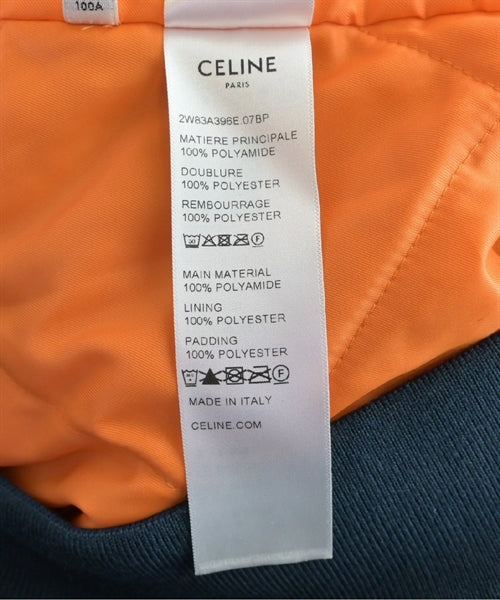 100A
CELINE
PARIS
2W83A396E.07BP
MATIERE PRINCIPALE
100% POLYAMIDE
DOUBLURE
100% POLYESTER
REMBOURRAGE
100% POLYESTER
MAIN MATERIAL
100% POLYAMIDE
LINING
100% POLYESTER
PADDING
100% POLYESTER
MADE IN ITALY
CELINE.COM